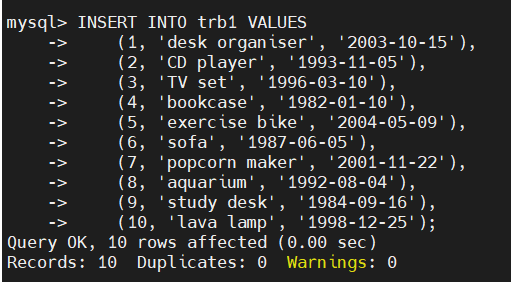 mysql> INSERT INTO trb1 VALUES
    ->     (1, 'desk organiser', '2003-10-15'),
    ->     (2, 'CD player', '1993-11-05'),
    ->     (3, 'TV set', '1996-03-10'),
    ->     (4, 'bookcase', '1982-01-10'),
    ->     (5, 'exercise bike', '2004-05-09'),
    ->     (6, 'sofa', '1987-06-05'),
    ->     (7, 'popcorn maker', '2001-11-22'),
    ->     (8, 'aquarium', '1992-08-04'),
    ->     (9, 'study desk', '1984-09-16'),
    ->     (10, 'lava lamp', '1998-12-25');
Query OK, 10 rows affected (0.00 sec)
Records: 10  Duplicates: 0  Warnings: 0